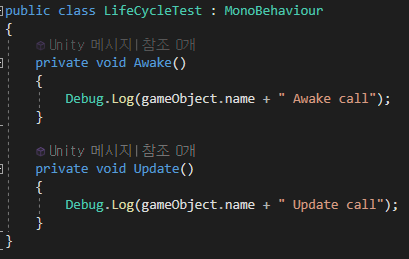 public class LifeCycleTest : MonoBehaviour
{
Unity 메시지 | 참조 0개
private void Awake()
{
Debug.Log(gameObject.name + " Awake call");
}
Unity 메시지 | 참조 0개
private void Update()
{
Debug.Log(gameObject.name + " Update call");
}
}